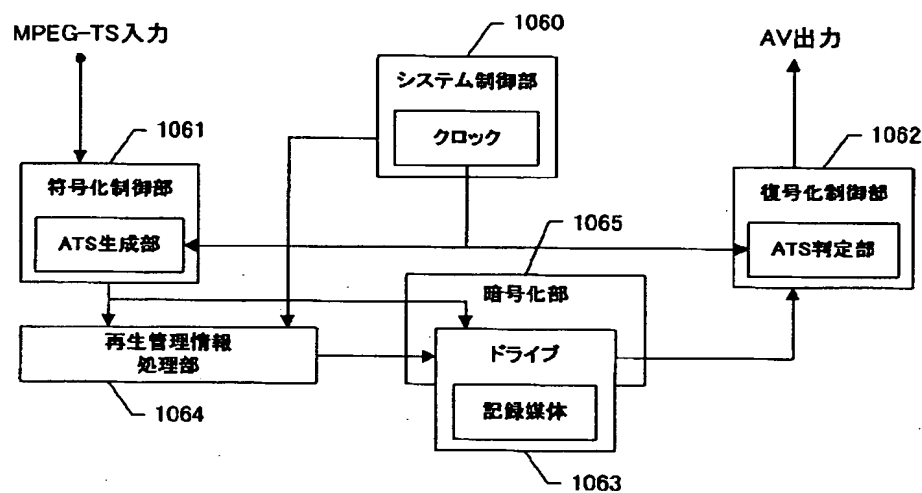 MPEG-TS入力
1060
システム制御部
クロック
AV出力
1061
符号化制御部
ATS生成部
1062
復号化制御部
ATS判定部
1065
暗号化部
ドライブ
記録媒体
1063
再生管理情報
処理部
1064